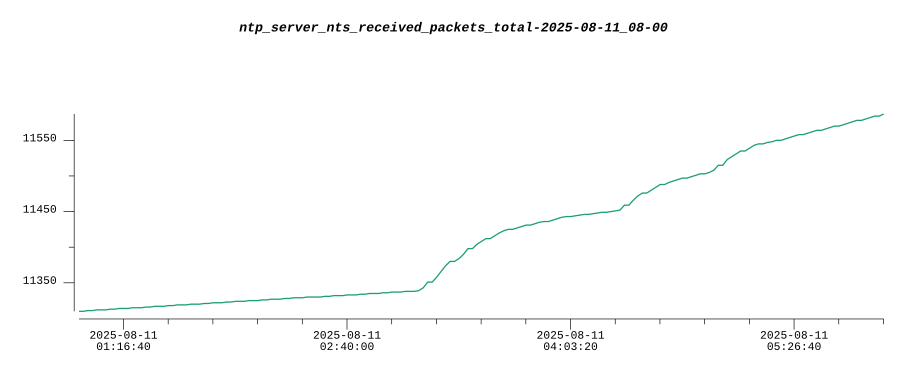 ntp_server_nts_received_packets_total-2025-08-11_08-00
11550
11450
11350
2025-08-11 2025-08-11 2025-08-11 2025-08-11
01:16:40 02:40:00 04:03:20 05:26:40